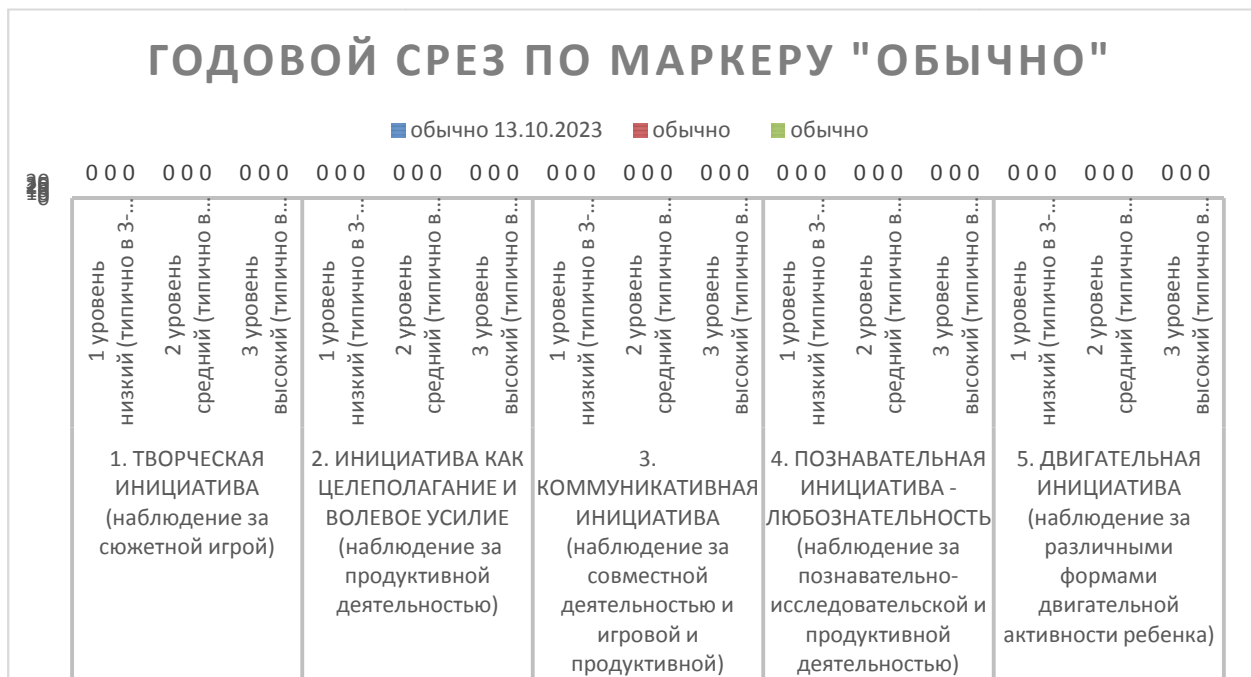 ГОДОВОЙ СРЕЗ ПО МАРКЕРУ "ОБЫЧНО"
обычно 13.10.2023 обычно обычно
0 0 0 0 0 0 0 0 0 0 0 0 0 0 0 0 0 0 0 0 0 0 0 0 0 0 0 0 0 0 0 0 0 0 0 0 0 0 0 0 0 0 0 0 0
1 уровень
низкий (типично в 3-...
2 уровень
средний (типично в...
3 уровень
высокий (типично в...
1 уровень
низкий (типично в 3-...
2 уровень
средний (типично в...
3 уровень
высокий (типично в...
1 уровень
низкий (типично в 3-...
2 уровень
средний (типично в...
3 уровень
высокий (типично в...
1 уровень
низкий (типично в 3-...
2 уровень
средний (типично в...
3 уровень
высокий (типично в...
1 уровень
низкий (типично в 3-...
2 уровень
средний (типично в...
3 уровень
высокий (типично в...
1. ТВОРЧЕСКАЯ
ИНИЦИАТИВА
(наблюдение за
сюжетной игрой)
2. ИНИЦИАТИВА КАК
ЦЕЛЕПОЛАГАНИЕ И
ВОЛЕВОЕ УСИЛИЕ
(наблюдение за
продуктивной
деятельностью)
3.
КОММУНИКАТИВНАЯ
ИНИЦИАТИВА
(наблюдение за
совместной
деятельностью и
игровой и
продуктивной)
4. ПОЗНАВАТЕЛЬНАЯ
ИНИЦИАТИВА -
ЛЮБОЗНАТЕЛЬНОСТЬ
(наблюдение за
познавательно-
исследовательской и
продуктивной
деятельностью)
5. ДВИГАТЕЛЬНАЯ
ИНИЦИАТИВА
(наблюдение за
различными
формами
двигательной
активности ребенка)